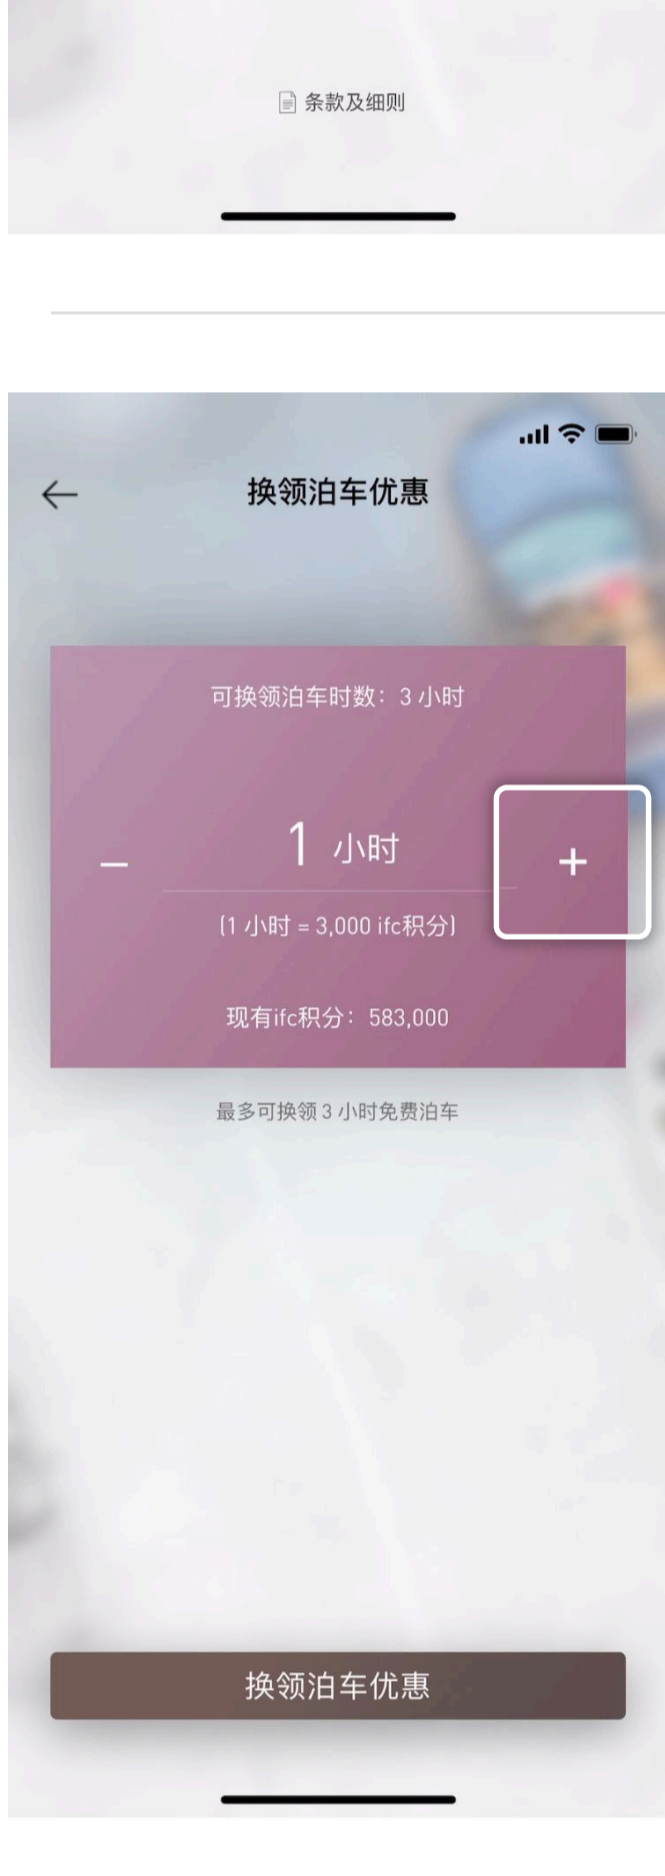 条款及细则
换领泊车优惠
可换领泊车时数：3 小时
− 1 小时 +
(1 小时 = 3,000 ifc积分)
现有ifc积分：583,000
最多可换领 3 小时免费泊车
换领泊车优惠